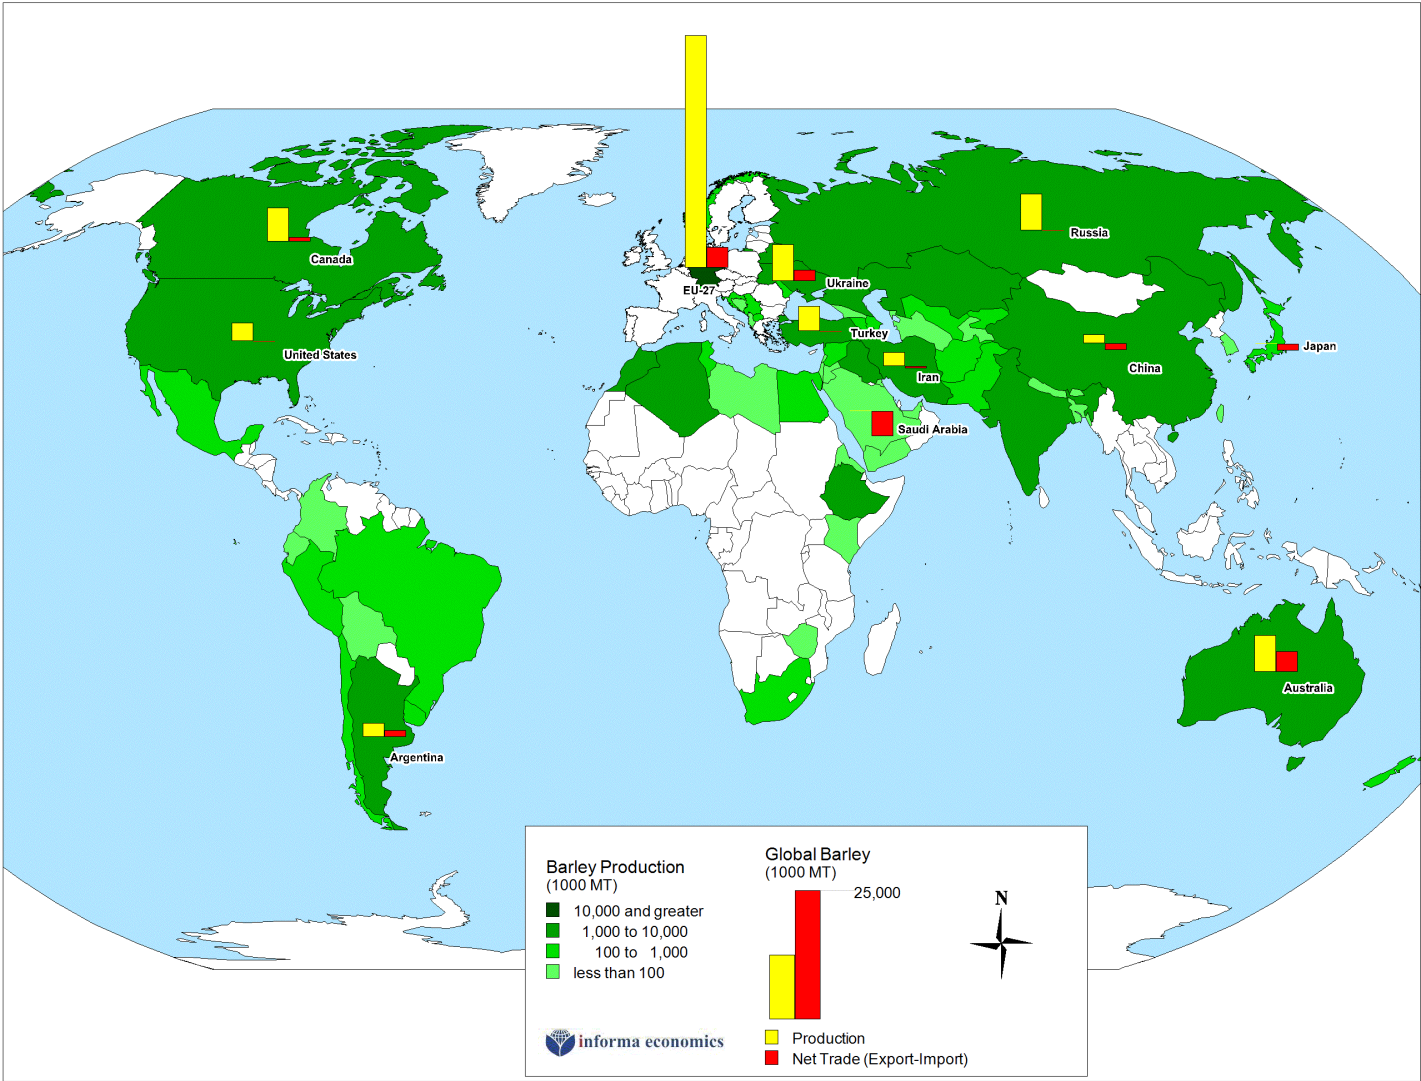 Canada
United States
EU-27
Ukraine
Russia
Turkey
Iran
China
Japan
Saudi Arabia
Australia
Argentina
Barley Production
(1000 MT)
10,000 and greater
1,000 to 10,000
100 to 1,000
less than 100
informa economics
Global Barley
(1000 MT)
25,000
Production
Net Trade (Export-Import)
N